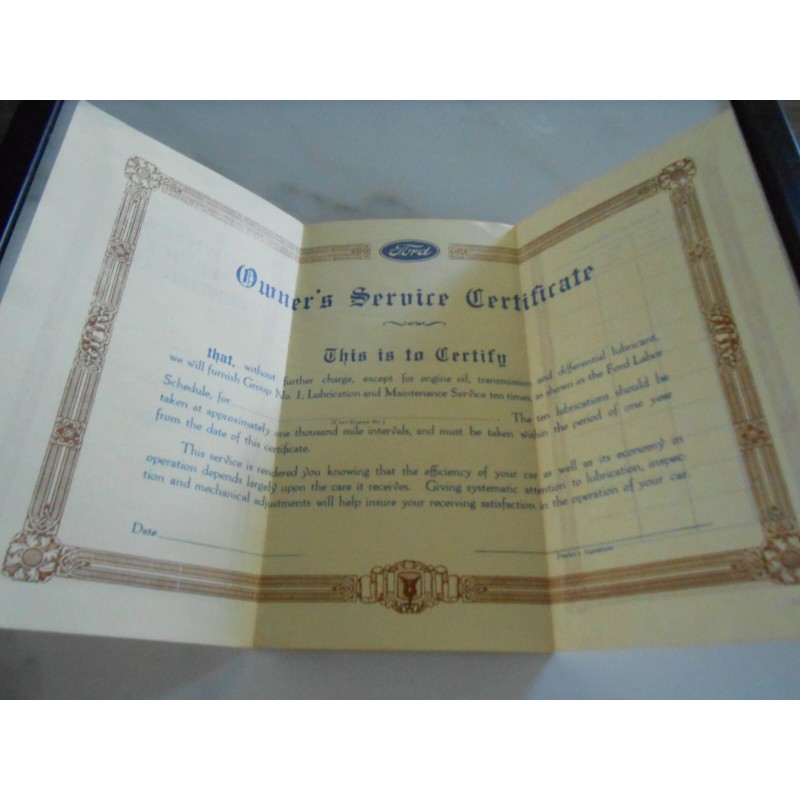 Ford
Owner's Service Certificate
This is to Certify
that, without further charge, except for engine oil, transmission and differential lubricant,
we will furnish Group No. 1, Lubrication and Maintenance Service ten times, as shown in the Ford Labor
Schedule, for The ten lubrications should be
taken at approximately one thousand mile intervals, and must be taken within the period of one year
from the date of this certificate.
This service is rendered you knowing that the efficiency of your car as well as its economy in
operation depends largely upon the care it receives. Giving systematic attention to lubrication, inspec-
tion and mechanical adjustments will help insure your receiving satisfaction in the operation of your car.
Date
Dealer's Signature